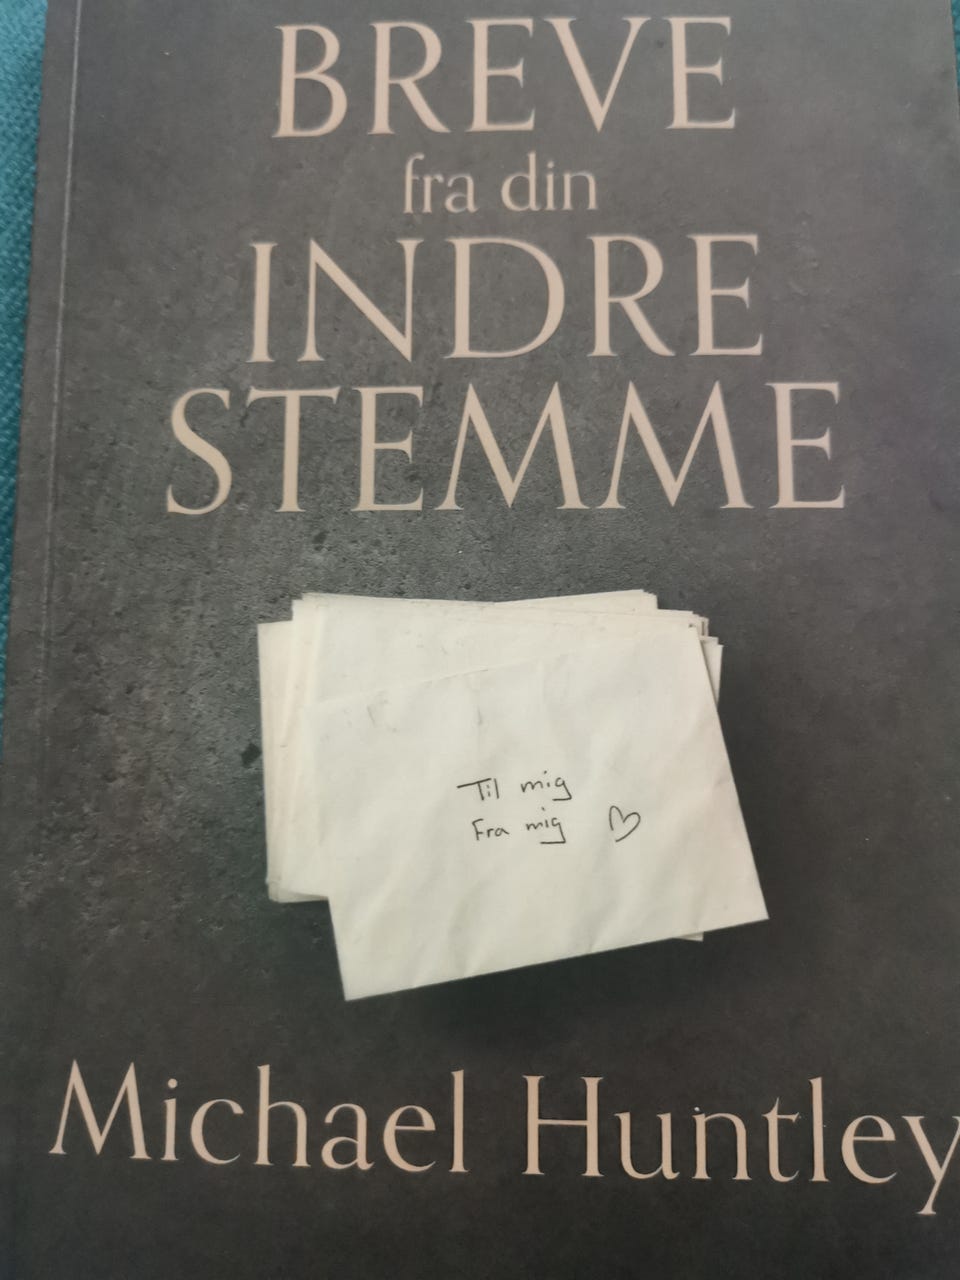 BREVE
fra din
INDRE
STEMME
Til mig
Fra mig ♡
Michael Huntley